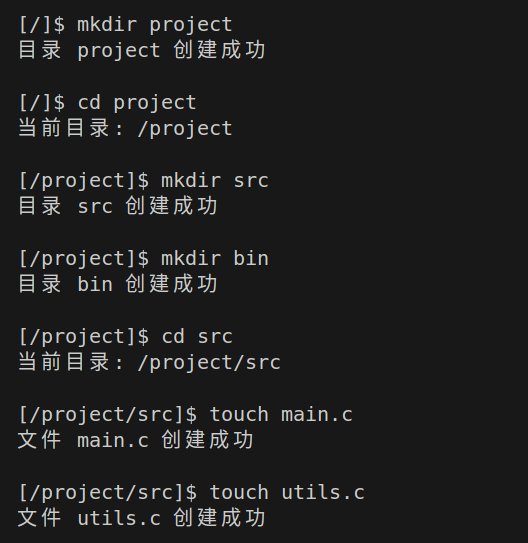 [/]$ mkdir project
目录 project 创建成功
[/]$ cd project
当前目录: /project
[/project]$ mkdir src
目录 src 创建成功
[/project]$ mkdir bin
目录 bin 创建成功
[/project]$ cd src
当前目录: /project/src
[/project/src]$ touch main.c
文件 main.c 创建成功
[/project/src]$ touch utils.c
文件 utils.c 创建成功